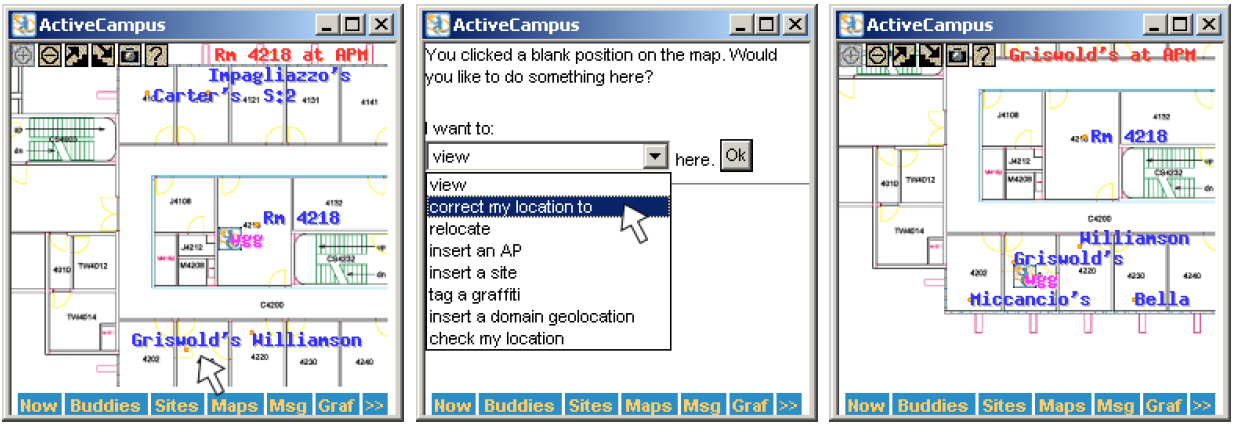 ActiveCampus
Rm 4218 at APM
Impagliazzo's
Carter's S:2
4121
4131
4141
up
CS4003
dn
J4108
4132
4218
Rm 4218
wgg
J4212
M4208
CS4232
up
dn
4010
TW4012
C4200
TW4014
Griswold's Williamson
4202
4220
4230
4240
Now Buddies Sites Maps Msg Graf >>
ActiveCampus
You clicked a blank position on the map. Would
you like to do something here?
I want to:
view
here.
Ok
view
correct my location to
relocate
insert an AP
insert a site
tag a graffiti
insert a domain geolocation
check my location
Now Buddies Sites Maps Msg Graf >>
ActiveCampus
Griswold's at APM
J4108
4132
4218
Rm 4218
up
CS4003
dn
J4212
M4208
CS4232
up
dn
4010
TW4012
C4200
TW4014
Williamson
Griswold's
4202
4220
4230
4240
wgg
Miccancio's
Bella
Now Buddies Sites Maps Msg Graf >>